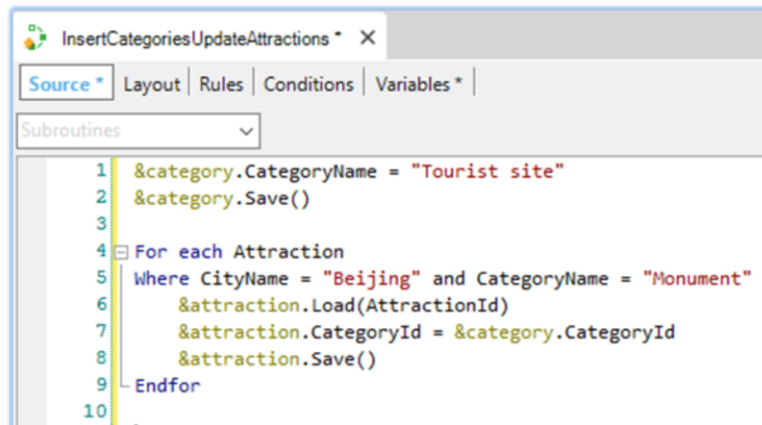 InsertCategoriesUpdateAttractions * X
Source * Layout Rules Conditions Variables *
Subroutines
1 &category.CategoryName = "Tourist site"
2 &category.Save()
3
4 For each Attraction
5 Where CityName = "Beijing" and CategoryName = "Monument"
6 &attraction.Load(AttractionId)
7 &attraction.CategoryId = &category.CategoryId
8 &attraction.Save()
9 Endfor
10